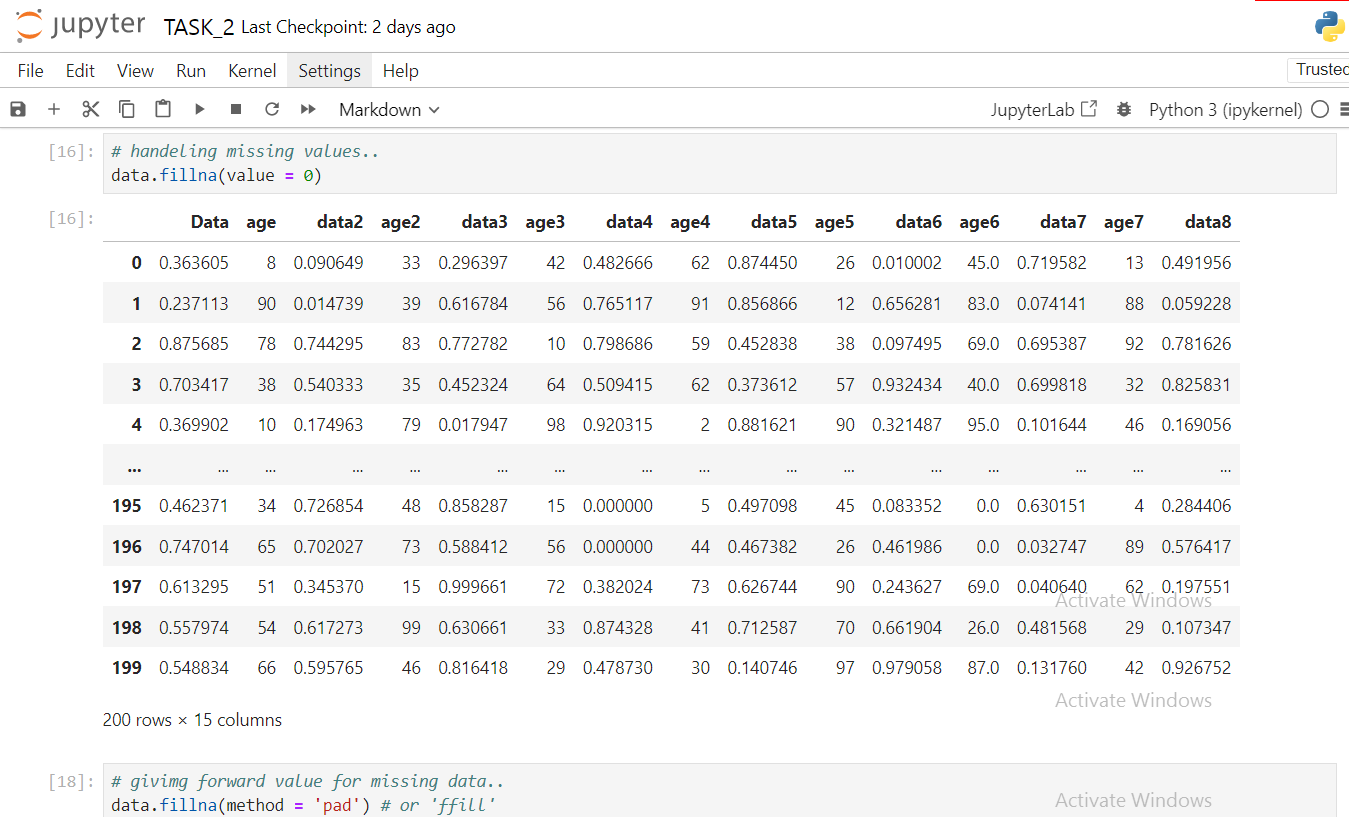 jupyter TASK_2 Last Checkpoint: 2 days ago
File Edit View Run Kernel Settings Help Trusted
Markdown JupyterLab Python 3 (ipykernel)
[16]: # handeling missing values..
data.fillna(value = 0)
[16]: Data age data2 age2 data3 age3 data4 age4 data5 age5 data6 age6 data7 age7 data8
0 0.363605 8 0.090649 33 0.296397 42 0.482666 62 0.874450 26 0.010002 45.0 0.719582 13 0.491956
1 0.237113 90 0.014739 39 0.616784 56 0.765117 91 0.856866 12 0.656281 83.0 0.074141 88 0.059228
2 0.875685 78 0.744295 83 0.772782 10 0.798686 59 0.452838 38 0.097495 69.0 0.695387 92 0.781626
3 0.703417 38 0.540333 35 0.452324 64 0.509415 62 0.373612 57 0.932434 40.0 0.699818 32 0.825831
4 0.369902 10 0.174963 79 0.017947 98 0.920315 2 0.881621 90 0.321487 95.0 0.101644 46 0.169056
... ... ... ... ... ... ... ... ... ... ... ... ... ... ... ...
195 0.462371 34 0.726854 48 0.858287 15 0.000000 5 0.497098 45 0.083352 0.0 0.630151 4 0.284406
196 0.747014 65 0.702027 73 0.588412 56 0.000000 44 0.467382 26 0.461986 0.0 0.032747 89 0.576417
197 0.613295 51 0.345370 15 0.999661 72 0.382024 73 0.626744 90 0.243627 69.0 0.040640 62 0.197551
Activate Windows
198 0.557974 54 0.617273 99 0.630661 33 0.874328 41 0.712587 70 0.661904 26.0 0.481568 29 0.107347
199 0.548834 66 0.595765 46 0.816418 29 0.478730 30 0.140746 97 0.979058 87.0 0.131760 42 0.926752
Activate Windows
200 rows × 15 columns
[18]: # givimg forward value for missing data..
data.fillna(method = 'pad') # or 'ffill'
Activate Windows